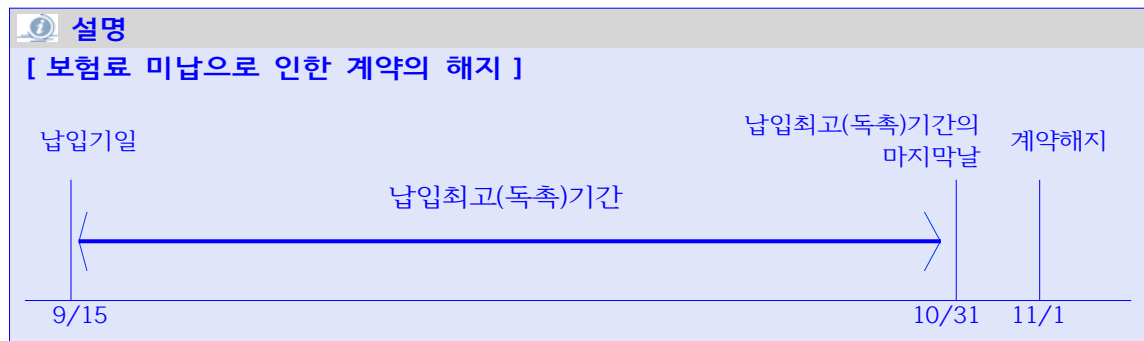 설명
[ 보험료 미납으로 인한 계약의 해지 ]
납입기일
납입최고(독촉)기간의
마지막날
계약해지
납입최고(독촉)기간
9/15
10/31
11/1